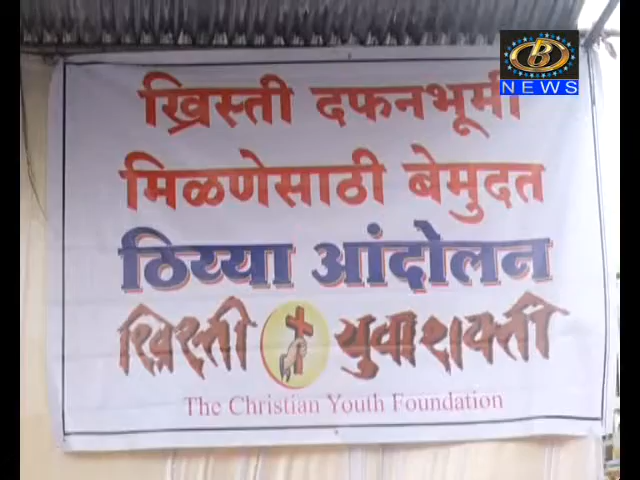 B
NEWS
ख्रिस्ती दफनभूमी
मिळणेसाठी बेमुदत
ठिय्या आंदोलन
ख्रिस्ती युवाशक्ती
The Christian Youth Foundation